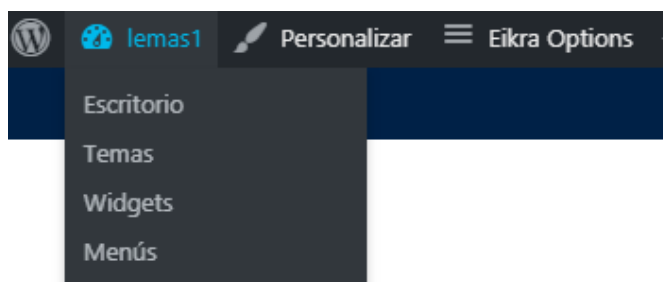 lemas1 Personalizar Eikra Options
Escritorio
Temas
Widgets
Menús